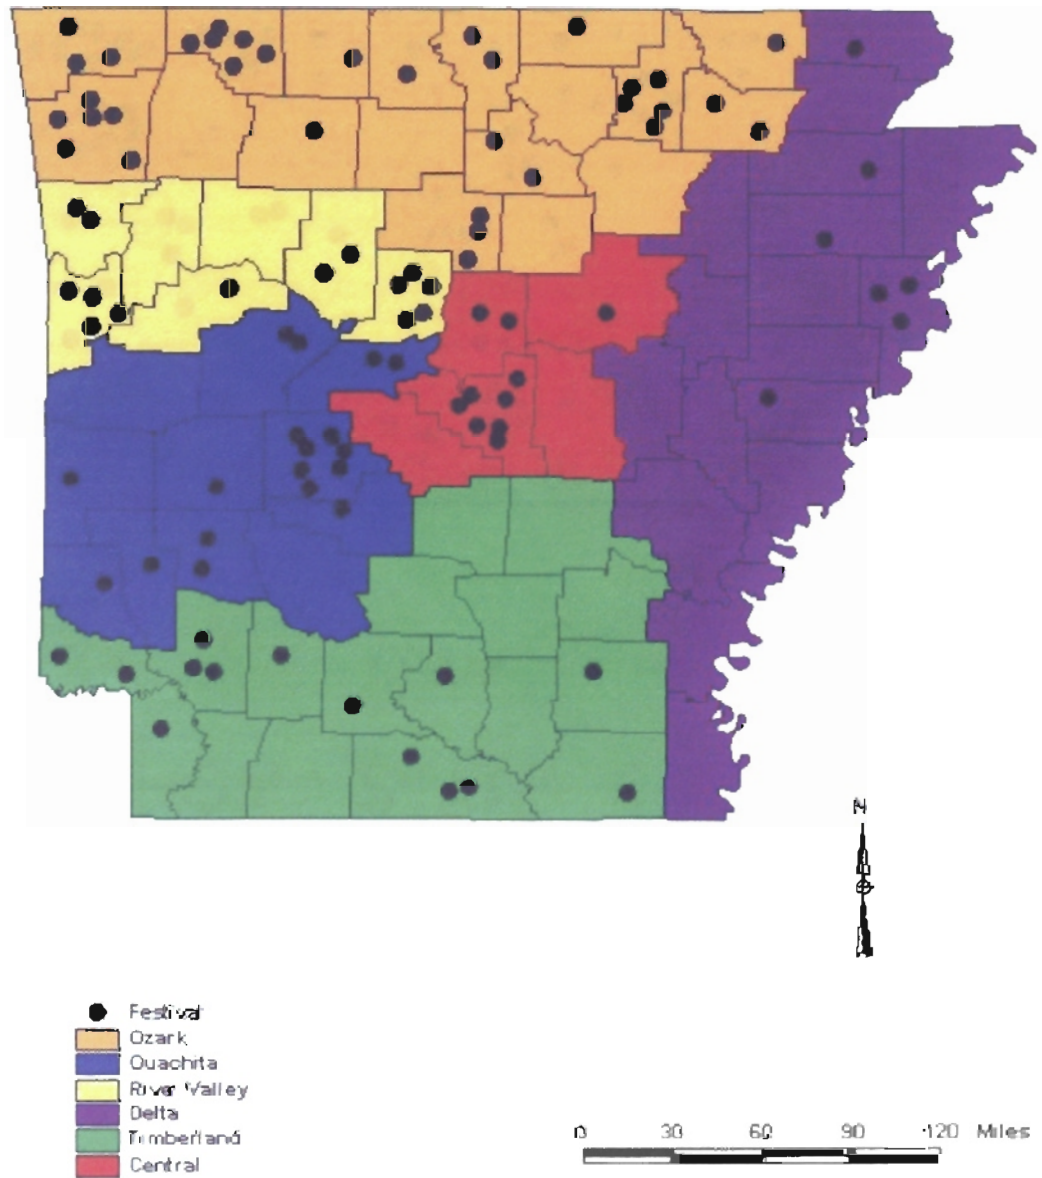 N
Festival
Ozark
Ouachita
River Valley
Delta
Timberland
Central
0 30 60 90 120 Miles